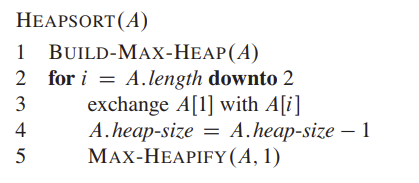 HEAPSORT(A)
1 BUILD-MAX-HEAP(A)
2 for i = A.length downto 2
3 exchange A[1] with A[i]
4 A.heap-size = A.heap-size − 1
5 MAX-HEAPIFY(A, 1)